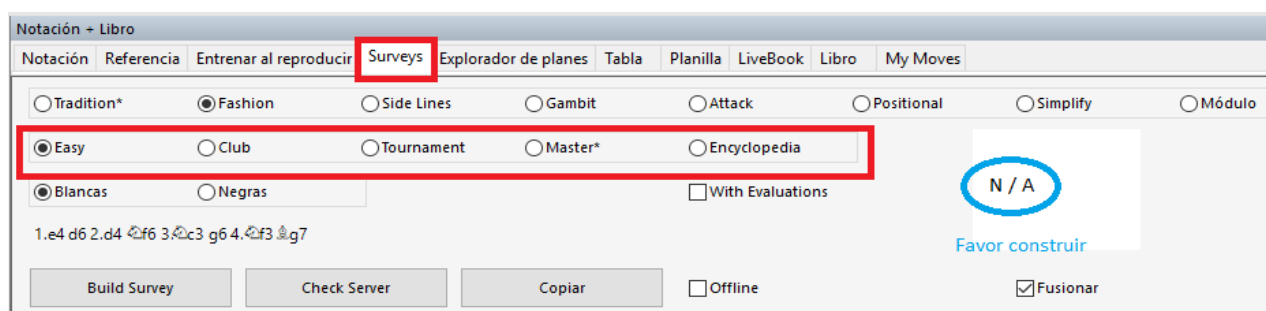 Notación + Libro
Notación Referencia Entrenar al reproducir Surveys Explorador de planes Tabla Planilla LiveBook Libro My Moves
Tradition* Fashion Side Lines Gambit Attack Positional Simplify Módulo
Easy Club Tournament Master* Encyclopedia
Blancas Negras With Evaluations N / A
1.e4 d6 2.d4 ♘f6 3.♘c3 g6 4.♘f3 ♗g7
Favor construir
Build Survey Check Server Copiar Offline Fusionar